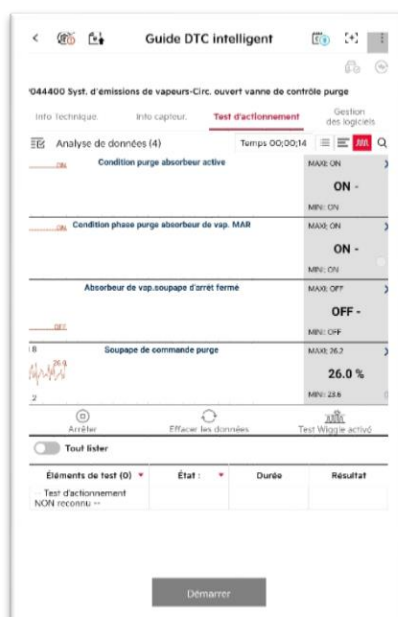 Guide DTC intelligent
044400 Syst. d'émissions de vapeurs-Circ. ouvert vanne de contrôle purge
Info technique.
Info capteur.
Test d'actionnement
Gestion
des logiciels
Analyse de données (4)
Temps 00;00;14
ON
Condition purge absorbeur active
MAXI: ON
ON -
MINI: ON
ON
Condition phase purge absorbeur de vap. MAR
MAXI: ON
ON -
MINI: ON
Absorbeur de vap.soupape d'arrêt fermé
MAXI: OFF
OFF -
OFF
MINI: OFF
Soupape de commande purge
MAXI: 26.2
26.0
26.0 %
MINI: 23.6
Arrêter
Effacer les données
Test Wiggle activé
Tout lister
Éléments de test (0)
État :
Durée
Résultat
-- Test d'actionnement
NON reconnu --
Démarrer